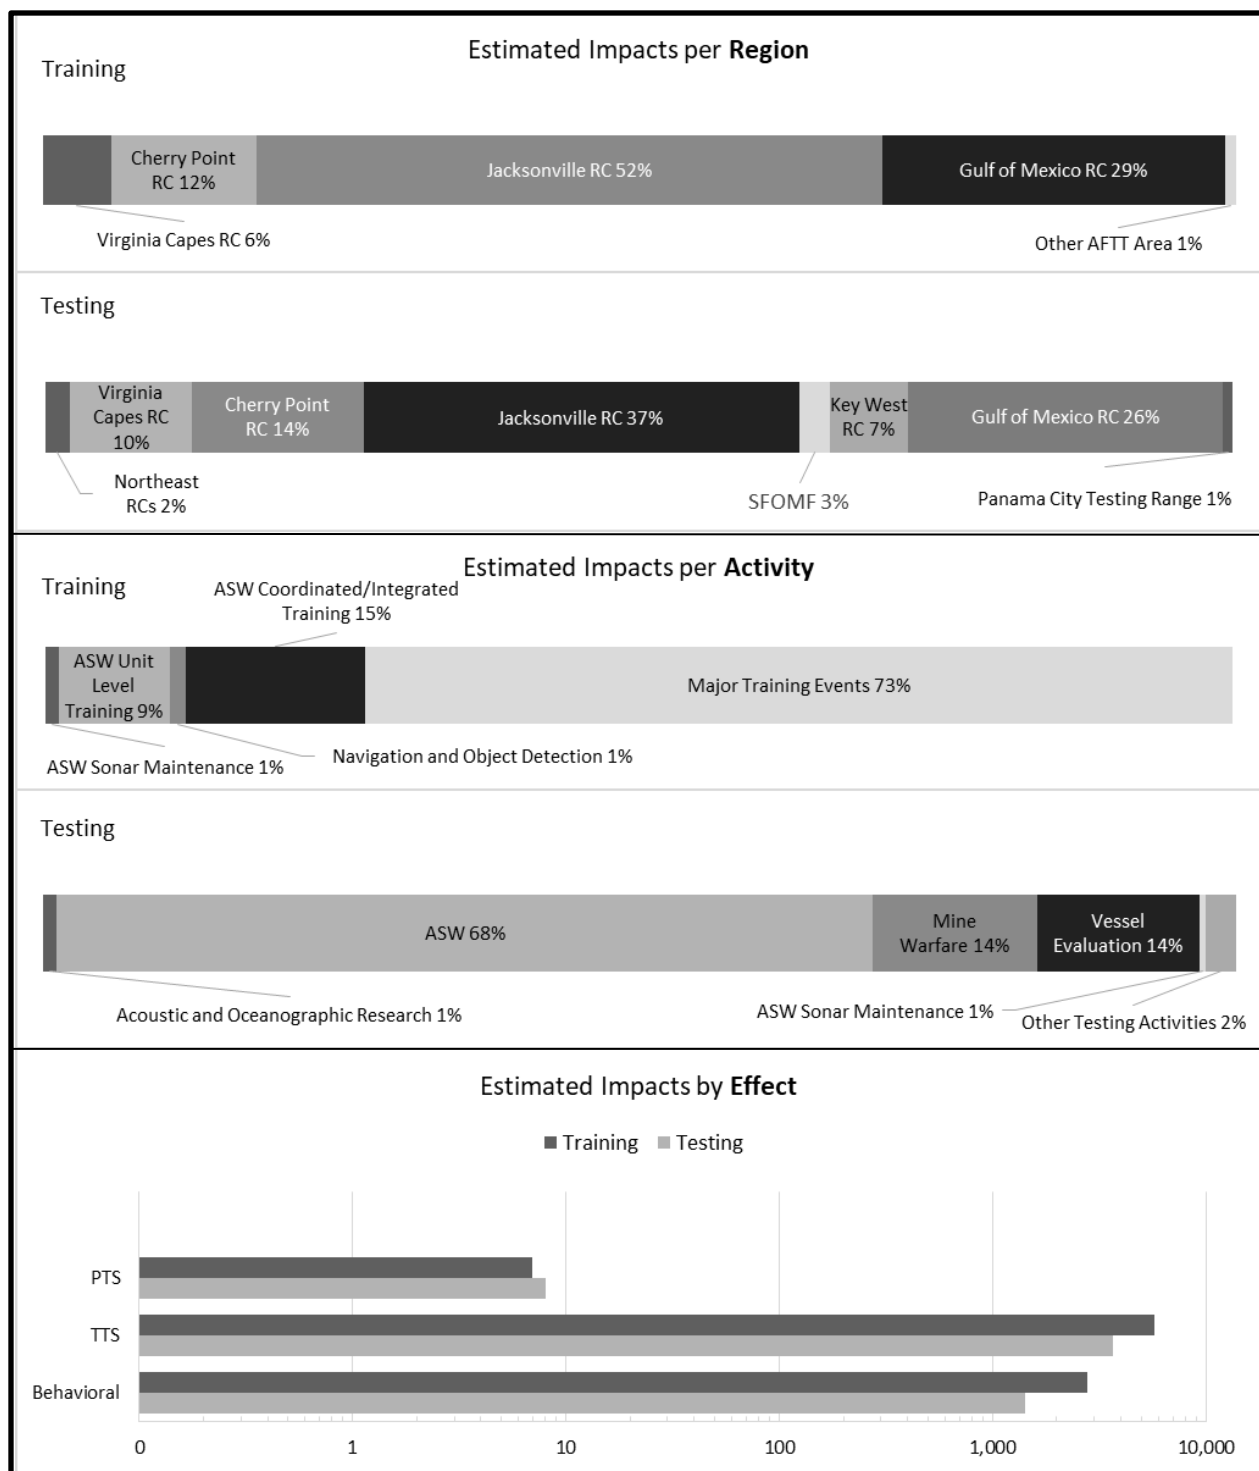 Estimated Impacts per Region
Training
Cherry Point
RC 12%
Jacksonville RC 52%
Gulf of Mexico RC 29%
Virginia Capes RC 6%
Other AFTT Area 1%
Testing
Virginia
Capes RC
10%
Cherry Point
RC 14%
Jacksonville RC 37%
Key West
RC 7%
Gulf of Mexico RC 26%
Northeast
RCs 2%
SFOMF 3%
Panama City Testing Range 1%
Estimated Impacts per Activity
Training
ASW Coordinated/Integrated
Training 15%
ASW Unit
Level
Training 9%
Major Training Events 73%
ASW Sonar Maintenance 1%
Navigation and Object Detection 1%
Testing
ASW 68%
Mine
Warfare 14%
Vessel
Evaluation 14%
Acoustic and Oceanographic Research 1%
ASW Sonar Maintenance 1%
Other Testing Activities 2%
Estimated Impacts by Effect
Training Testing
PTS
TTS
Behavioral
0 1 10 100 1,000 10,000